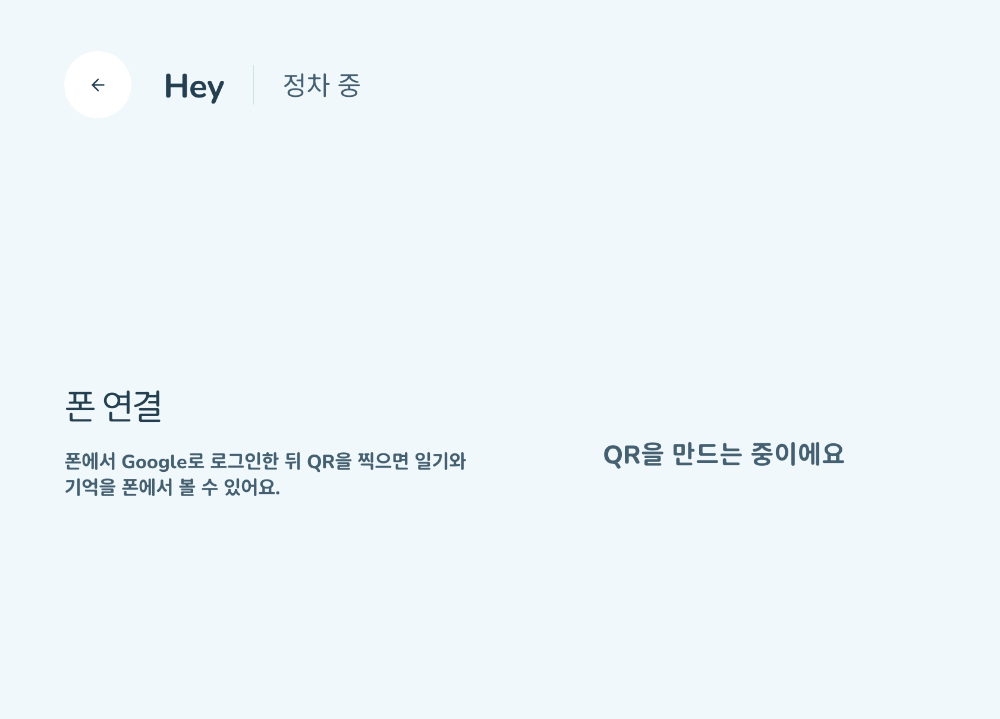 Hey
정차 중
폰 연결
폰에서 Google로 로그인한 뒤 QR을 찍으면 일기와
기억을 폰에서 볼 수 있어요.
QR을 만드는 중이에요